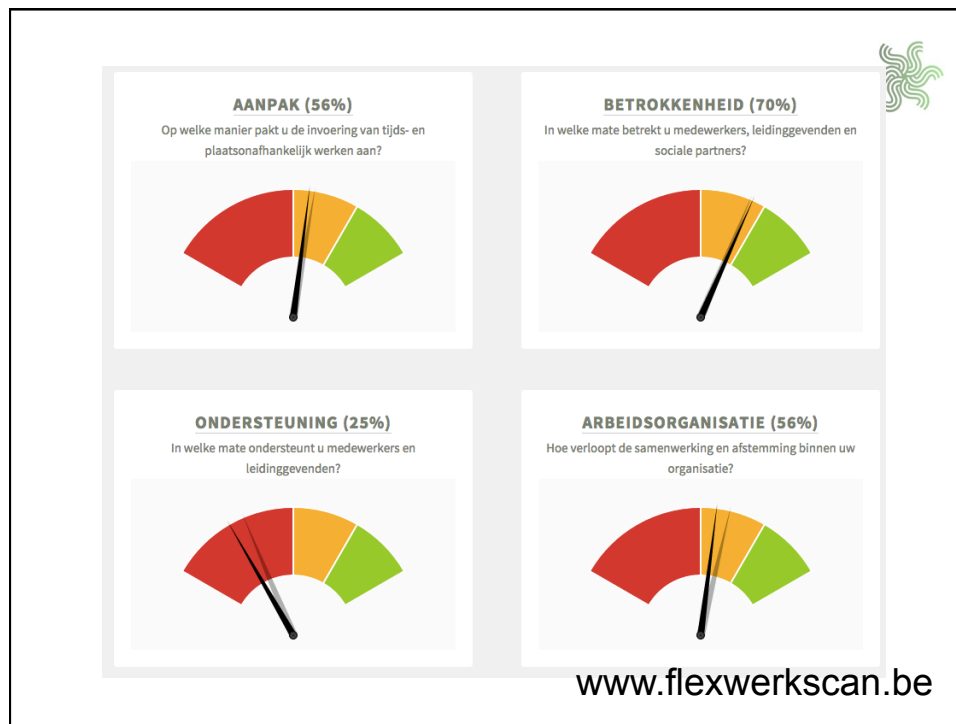 AANPAK (56%)
Op welke manier pakt u de invoering van tijds- en
plaatsonafhankelijk werken aan?
BETROKKENHEID (70%)
In welke mate betrekt u medewerkers, leidinggevenden en
sociale partners?
ONDERSTEUNING (25%)
In welke mate ondersteunt u medewerkers en
leidinggevenden?
ARBEIDSORGANISATIE (56%)
Hoe verloopt de samenwerking en afstemming binnen uw
organisatie?
www.flexwerkscan.be